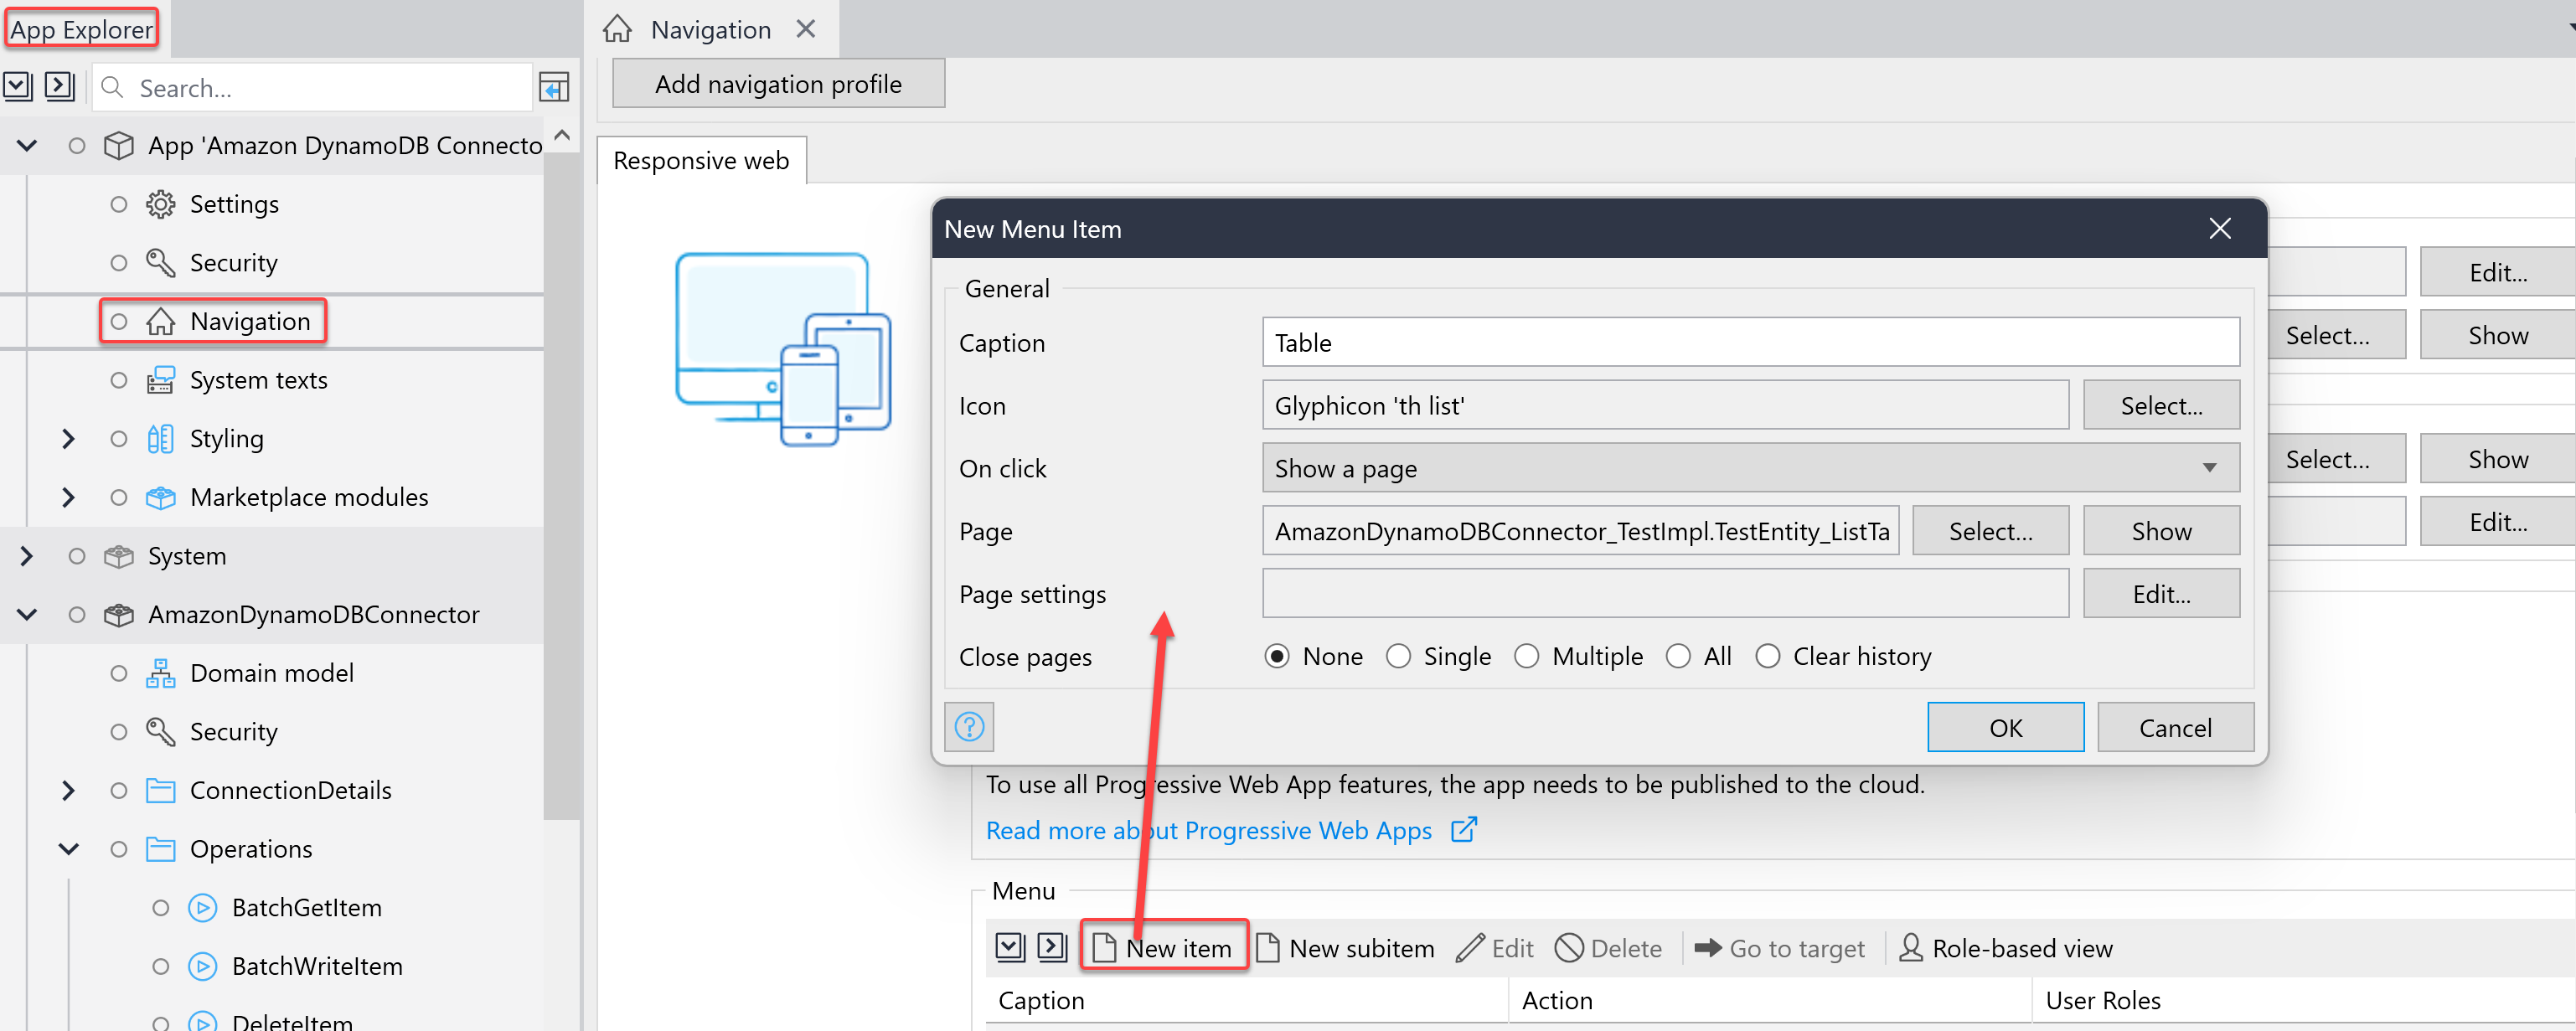 App Explorer
Search...
App 'Amazon DynamoDB Connecto
Settings
Security
Navigation
System texts
Styling
Marketplace modules
System
AmazonDynamoDBConnector
Domain model
Security
ConnectionDetails
Operations
BatchGetItem
BatchWriteItem
DeleteItem
Navigation
Add navigation profile
Responsive web
Edit...
Select... Show
Select... Show
Edit...
New Menu Item
General
Caption Table
Icon Glyphicon 'th list' Select...
On click Show a page
Page AmazonDynamoDBConnector_TestImpl.TestEntity_ListTa Select... Show
Page settings Edit...
Close pages None Single Multiple All Clear history
? OK Cancel
To use all Progressive Web App features, the app needs to be published to the cloud.
Read more about Progressive Web Apps
Menu
New item New subitem Edit Delete Go to target Role-based view
Caption Action User Roles